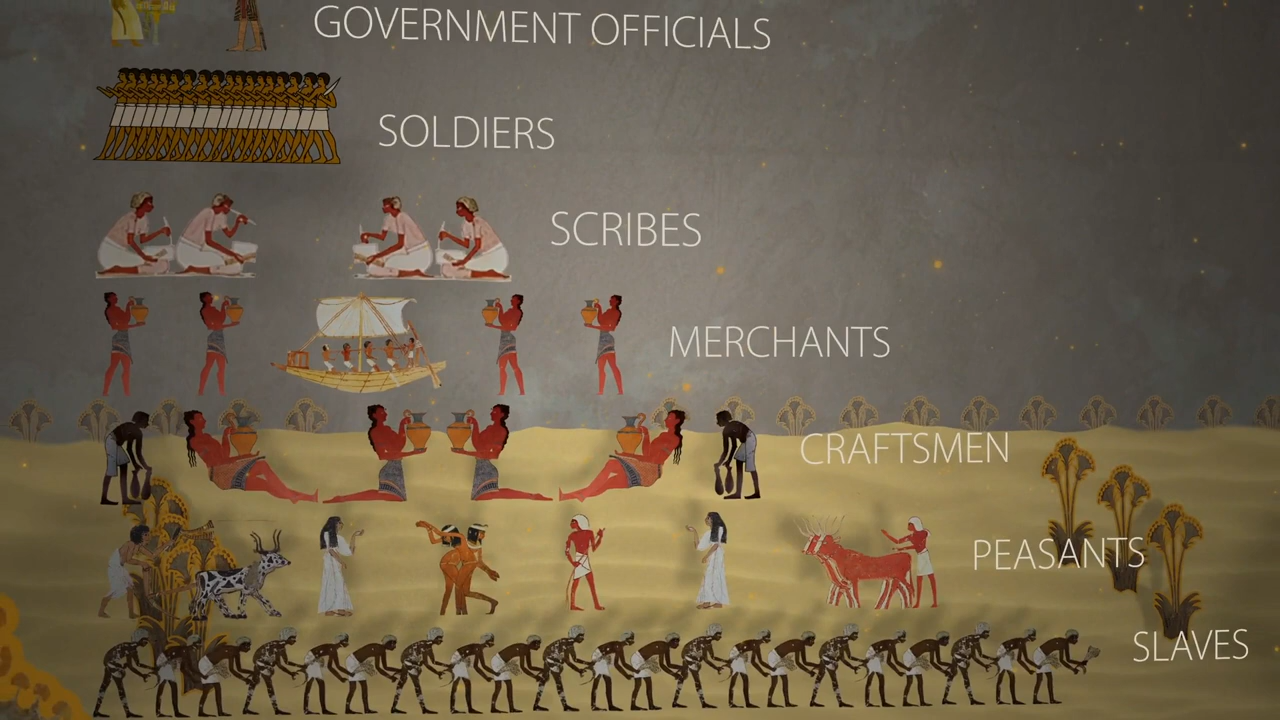 GOVERNMENT OFFICIALS
SOLDIERS
SCRIBES
MERCHANTS
CRAFTSMEN
PEASANTS
SLAVES